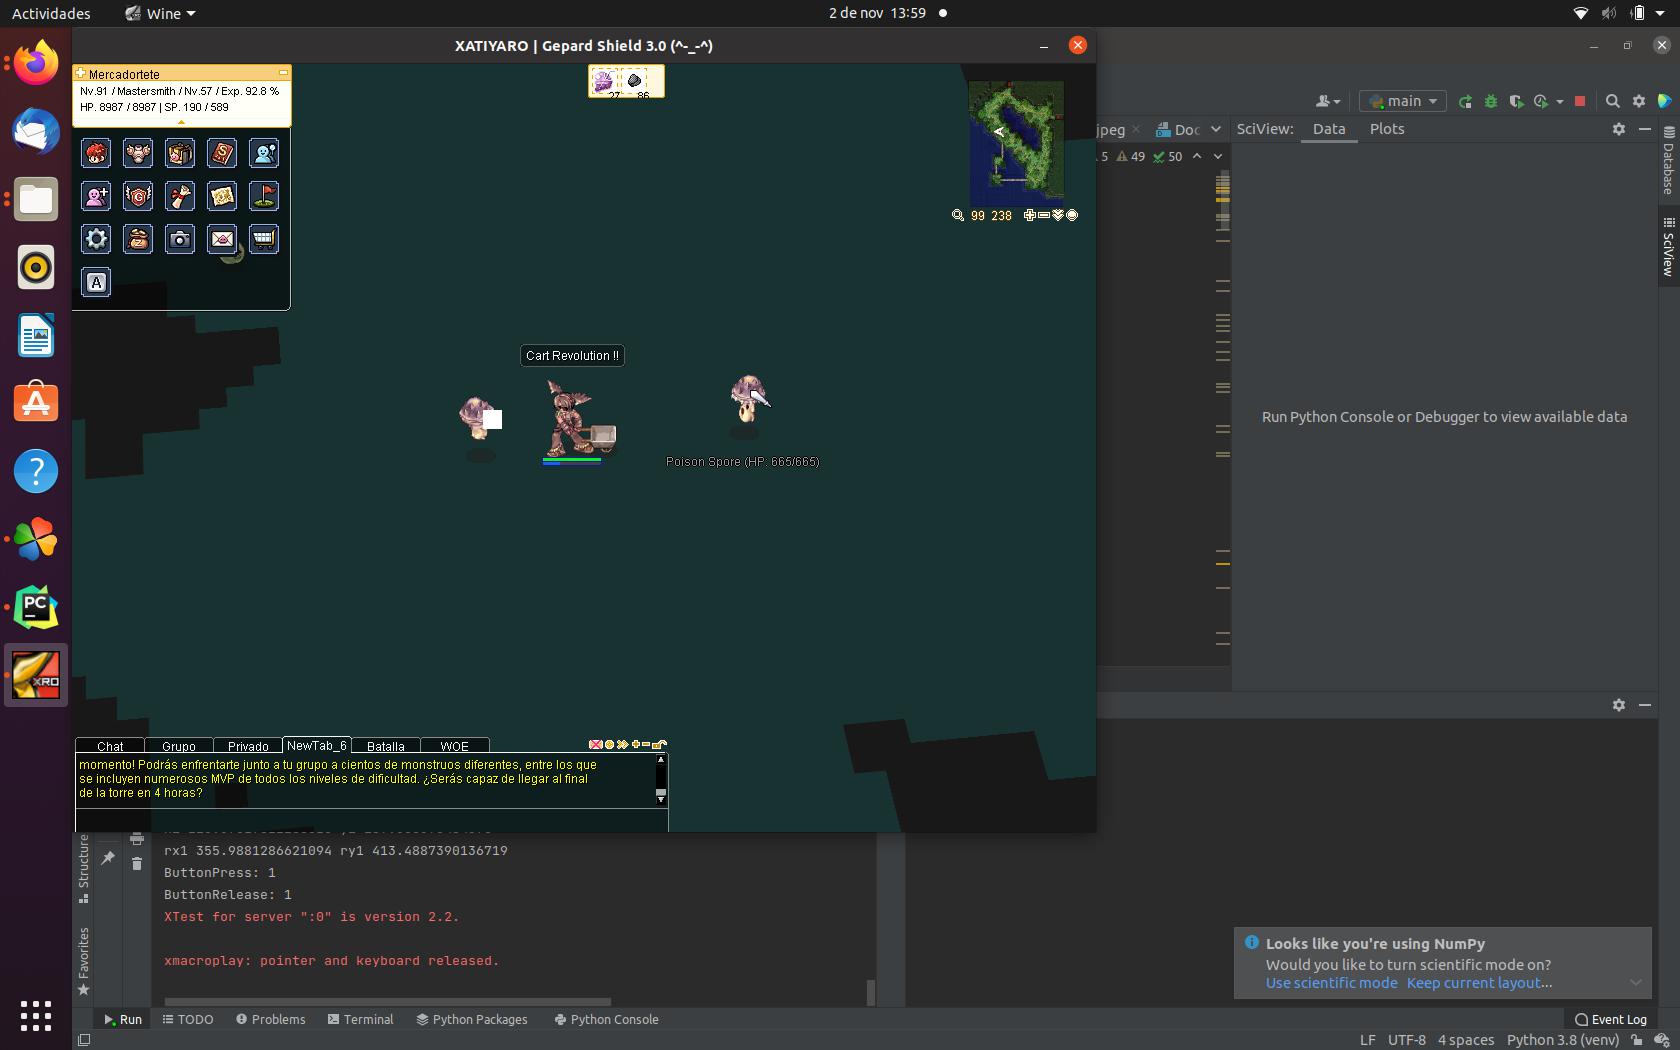 Actividades
Wine
2 de nov 13:59
XATIYARO | Gepard Shield 3.0 (^-_-^)
Mercadortete
Nv.91 / Mastersmith / Nv.57 / Exp. 92.8 %
HP. 8987 / 8987 | SP. 190 / 589
27 86
99 238
A
main
jpeg
Doc
SciView:
Data
Plots
5 49 50
Database
SciView
Run Python Console or Debugger to view available data
Cart Revolution !!
Poison Spore (HP: 665/665)
XRO
PC
Chat
Grupo
Privado
NewTab_6
Batalla
WOE
momento! Podrás enfrentarte junto a tu grupo a cientos de monstruos diferentes, entre los que
se incluyen numerosos MVP de todos los niveles de dificultad. ¿Serás capaz de llegar al final
de la torre en 4 horas?
Structure
Favorites
rx1 355.9881286621094 ry1 413.4887390136719
ButtonPress: 1
ButtonRelease: 1
XTest for server ":0" is version 2.2.
xmacroplay: pointer and keyboard released.
Looks like you're using NumPy
Would you like to turn scientific mode on?
Use scientific mode Keep current layout...
Run
TODO
Problems
Terminal
Python Packages
Python Console
Event Log
LF UTF-8 4 spaces Python 3.8 (venv)